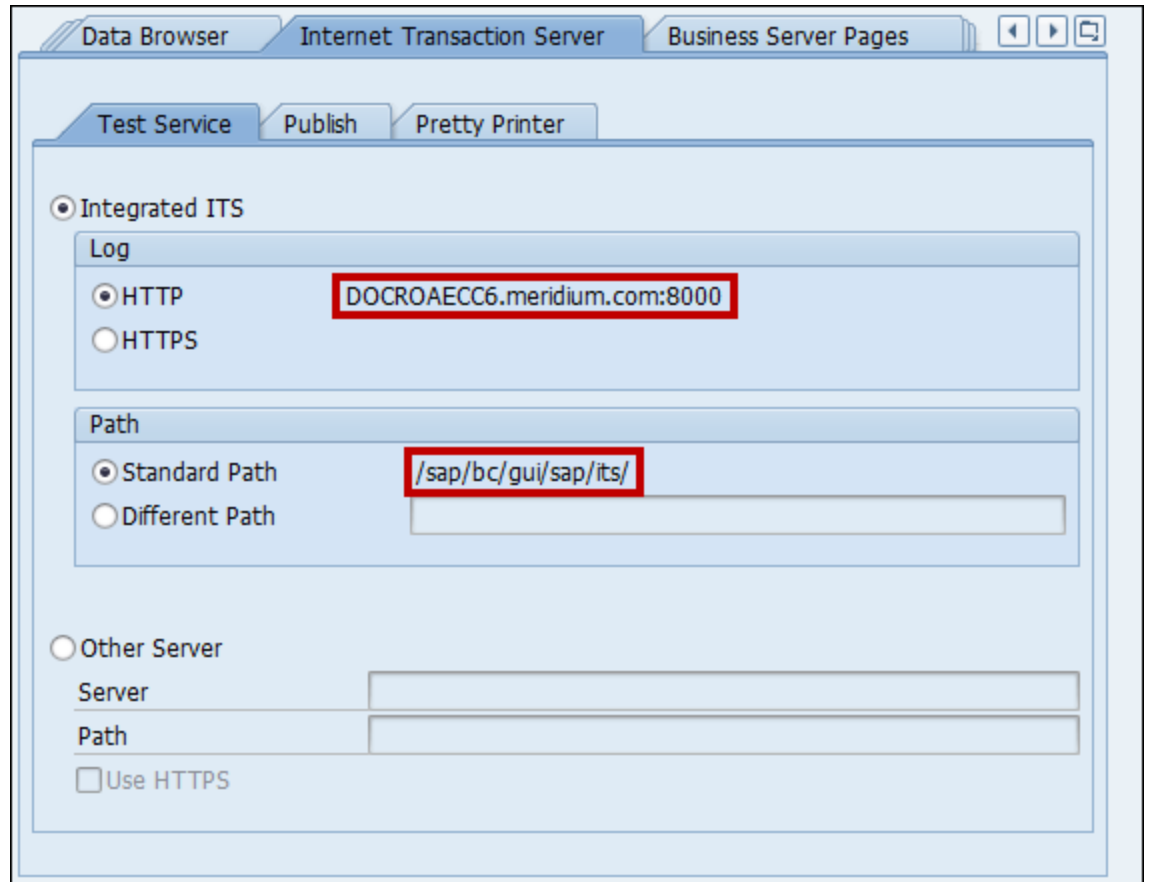 Data Browser Internet Transaction Server Business Server Pages
Test Service Publish Pretty Printer
Integrated ITS
Log
HTTP DOCROAECC6.meridium.com:8000
HTTPS
Path
Standard Path /sap/bc/gui/sap/its/
Different Path
Other Server
Server
Path
Use HTTPS